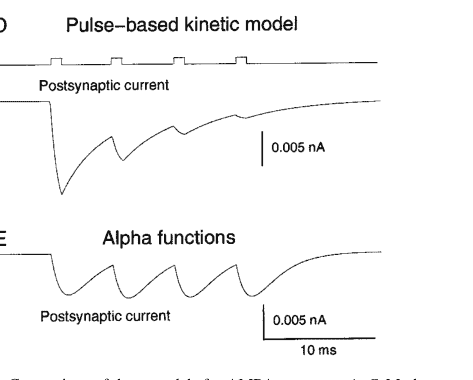 D Pulse-based kinetic model
Postsynaptic current
0.005 nA
E Alpha functions
Postsynaptic current
0.005 nA
10 ms